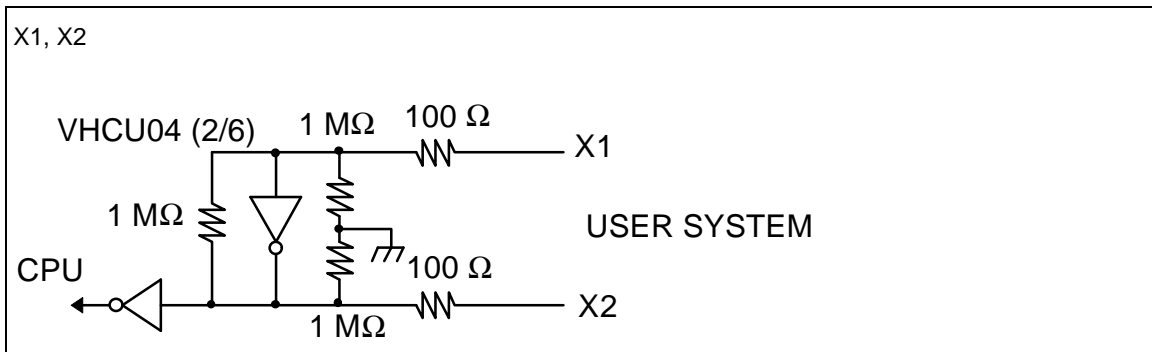 X1, X2
VHCU04 (2/6)
1 MΩ
100 Ω
X1
1 MΩ
USER SYSTEM
CPU
100 Ω
X2
1 MΩ